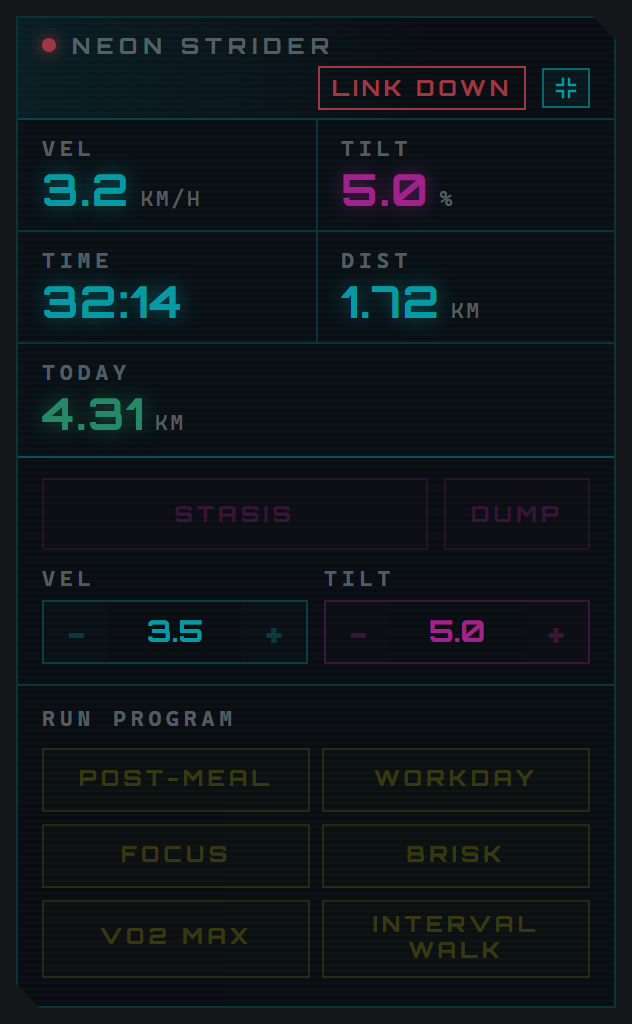 NEON STRIDER
LINK DOWN
VEL
3.2 KM/H
TILT
5.0 %
TIME
32:14
DIST
1.72 KM
TODAY
4.31 KM
STASIS
DUMP
VEL
- 3.5 +
TILT
- 5.0 +
RUN PROGRAM
POST-MEAL
WORKDAY
FOCUS
BRISK
VO2 MAX
INTERVAL
WALK